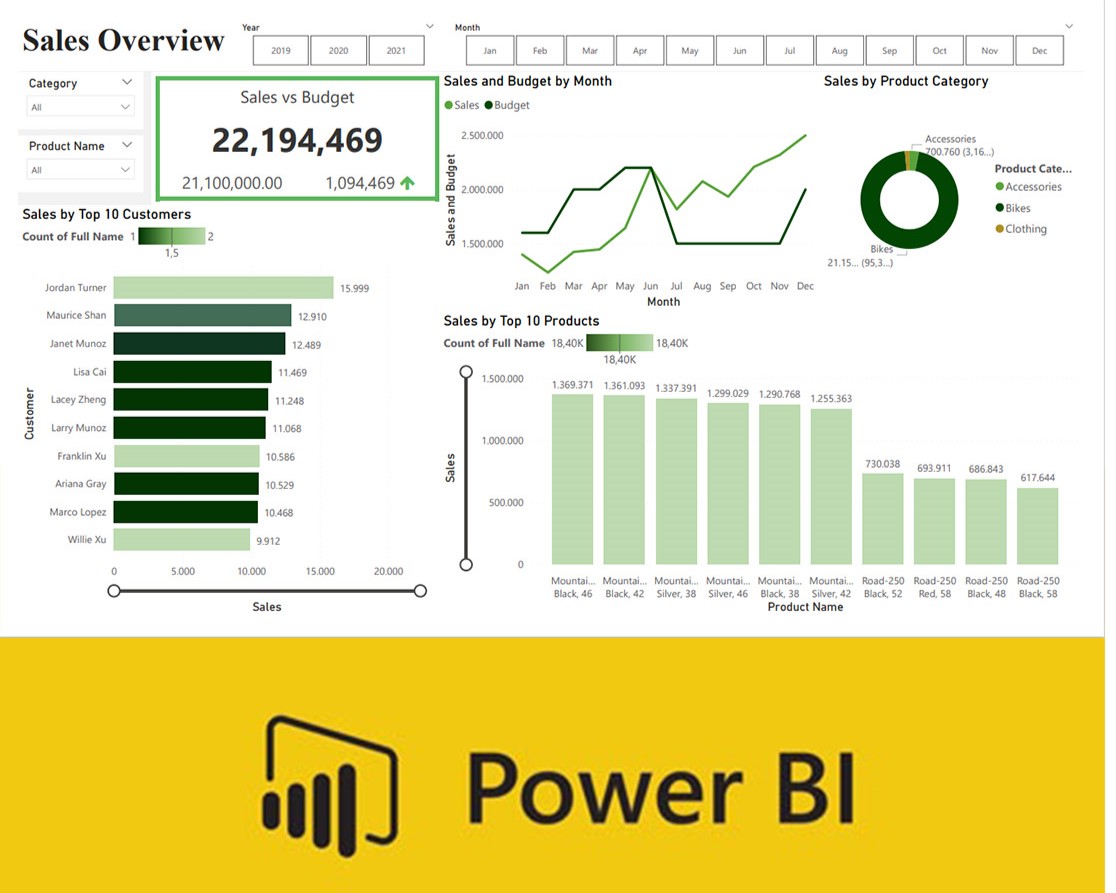 Sales Overview
Year
2019 2020 2021
Month
Jan Feb Mar Apr May Jun Jul Aug Sep Oct Nov Dec
Category
All
Product Name
All
Sales vs Budget
22,194,469
21,100,000.00 1,094,469
Sales and Budget by Month
Sales Budget
Sales and Budget
2.500.000
2.000.000
1.500.000
Jan Feb Mar Apr May Jun Jul Aug Sep Oct Nov Dec
Month
Sales by Product Category
Accessories
700.760 (3,16...)
Bikes
21.15... (95,3...)
Product Cate...
Accessories
Bikes
Clothing
Sales by Top 10 Customers
Count of Full Name 1 2
1,5
Customer
Jordan Turner 15.999
Maurice Shan 12.910
Janet Munoz 12.489
Lisa Cai 11.469
Lacey Zheng 11.248
Larry Munoz 11.068
Franklin Xu 10.586
Ariana Gray 10.529
Marco Lopez 10.468
Willie Xu 9.912
0 5.000 10.000 15.000 20.000
Sales
Sales by Top 10 Products
Count of Full Name 18,40K 18,40K
18,40K
Sales
1.500.000
1.000.000
500.000
0
1.369.371 1.361.093 1.337.391 1.299.029 1.290.768 1.255.363 730.038 693.911 686.843 617.644
Mountai... Mountai... Mountai... Mountai... Mountai... Mountai... Road-250 Road-250 Road-250 Road-250
Black, 46 Black, 42 Silver, 38 Silver, 46 Black, 38 Silver, 42 Black, 52 Red, 58 Black, 48 Black, 58
Product Name
Power BI